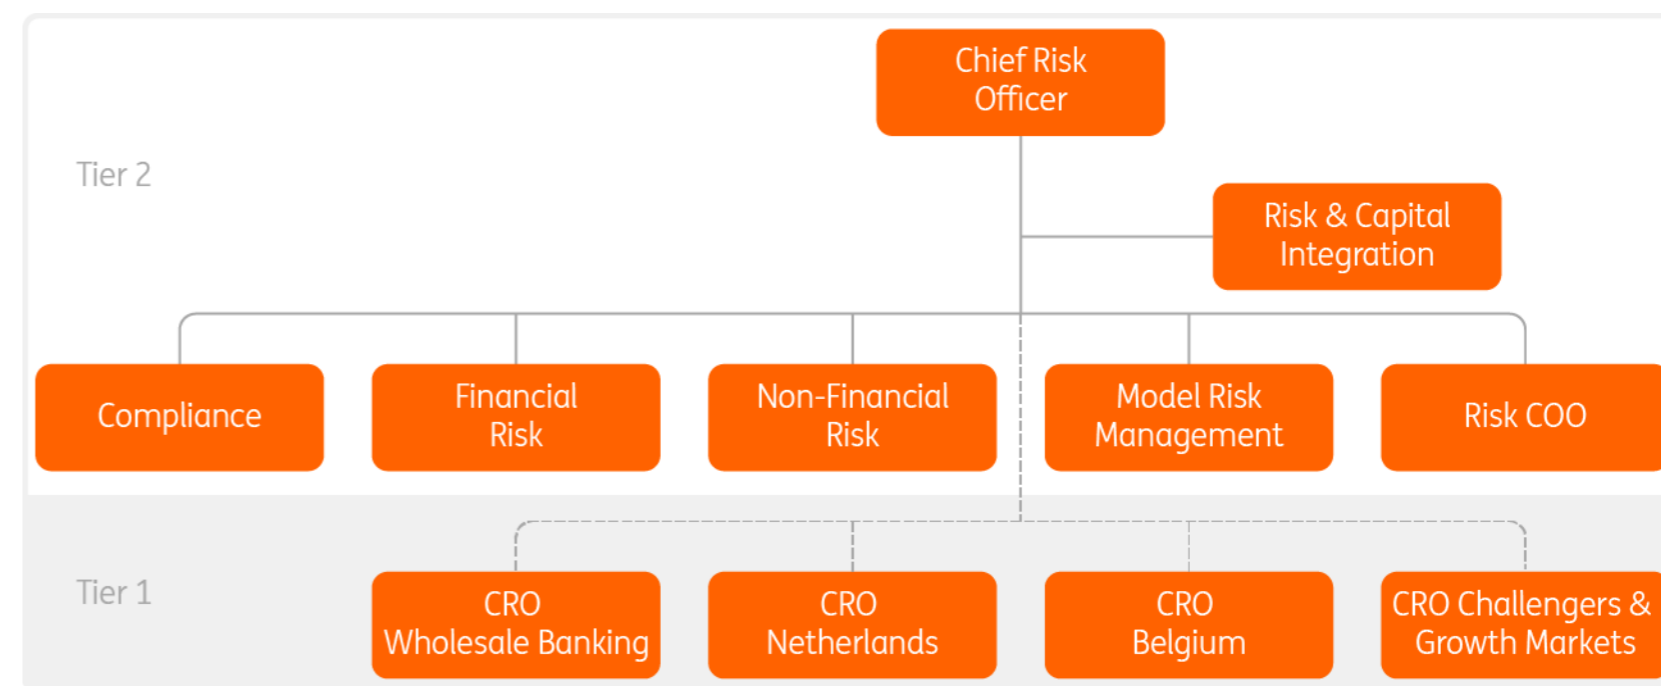 Chief Risk
Officer
Tier 2
Risk & Capital
Integration
Compliance
Financial
Risk
Non-Financial
Risk
Model Risk
Management
Risk COO
Tier 1
CRO
Wholesale Banking
CRO
Netherlands
CRO
Belgium
CRO Challengers &
Growth Markets